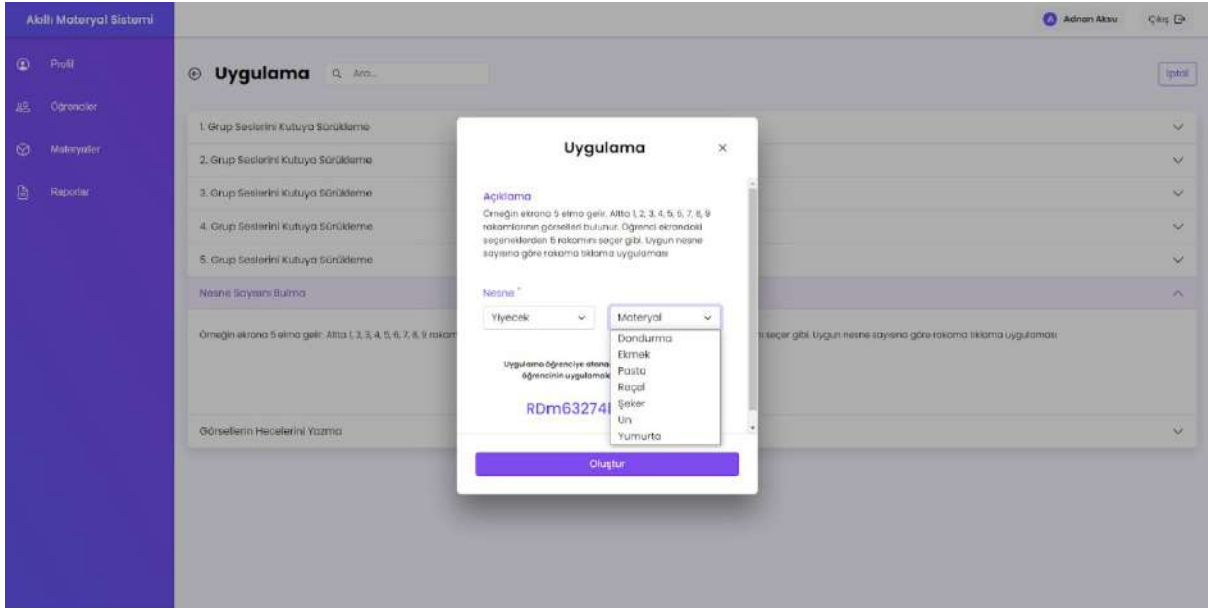 Akıllı Materyal Sistemi
Adnan Aksu
Çıkış
Profil
Öğrenciler
Materyaller
Raporlar
Uygulama
Ara...
İptal
1. Grup Seslerini Kutuya Sürükleme
2. Grup Seslerini Kutuya Sürükleme
3. Grup Seslerini Kutuya Sürükleme
4. Grup Seslerini Kutuya Sürükleme
5. Grup Seslerini Kutuya Sürükleme
Nesne Sayısını Bulma
Örneğin ekrana 5 elma gelir. Altta 1, 2, 3, 4, 5, 6, 7, 8, 9 rakam
seçer gibi. Uygun nesne sayısına göre rakama tıklama uygulaması
Görsellerin Hecelerini Yazma
Uygulama
Açıklama
Örneğin ekrana 5 elma gelir. Altta 1, 2, 3, 4, 5, 6, 7, 8, 9
rakamlarının görselleri bulunur. Öğrenci ekrandaki
seçeneklerden 5 rakamını seçer gibi. Uygun nesne
sayısına göre rakama tıklama uygulaması
Nesne *
Yiyecek
Materyal
Dondurma
Ekmek
Pasta
Reçel
Şeker
Un
Yumurta
Uygulama öğrenciye atana
öğrencinin uygulamak
RDm63274
Oluştur